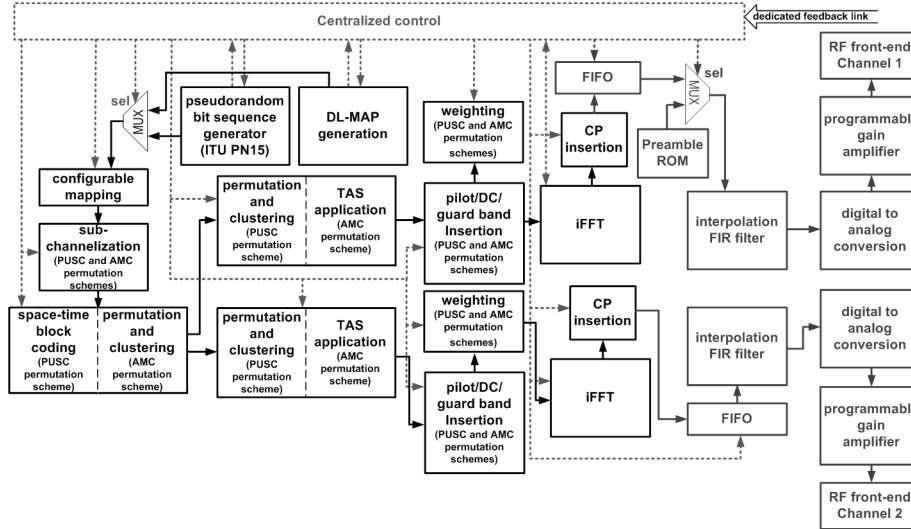 Centralized control
dedicated feedback link
sel
MUX
pseudorandom
bit sequence
generator
(ITU PN15)
DL-MAP
generation
weighting
(PUSC and AMC
permutation
schemes)
FIFO
CP
insertion
sel
MUX
Preamble
ROM
RF front-end
Channel 1
programmable
gain
amplifier
configurable
mapping
sub-
channelization
(PUSC and AMC
permutation
schemes)
permutation
and
clustering
(PUSC
permutation
scheme)
TAS
application
(AMC
permutation
scheme)
pilot/DC/
guard band
Insertion
(PUSC and AMC
permutation
schemes)
iFFT
interpolation
FIR filter
digital to
analog
conversion
space-time
block
coding
(PUSC
permutation
scheme)
permutation
and
clustering
(AMC
permutation
scheme)
permutation
and
clustering
(PUSC
permutation
scheme)
TAS
application
(AMC
permutation
scheme)
weighting
(PUSC and AMC
permutation
schemes)
pilot/DC/
guard band
Insertion
(PUSC and AMC
permutation
schemes)
CP
insertion
iFFT
interpolation
FIR filter
FIFO
digital to
analog
conversion
programmabl
gain
amplifier
RF front-end
Channel 2